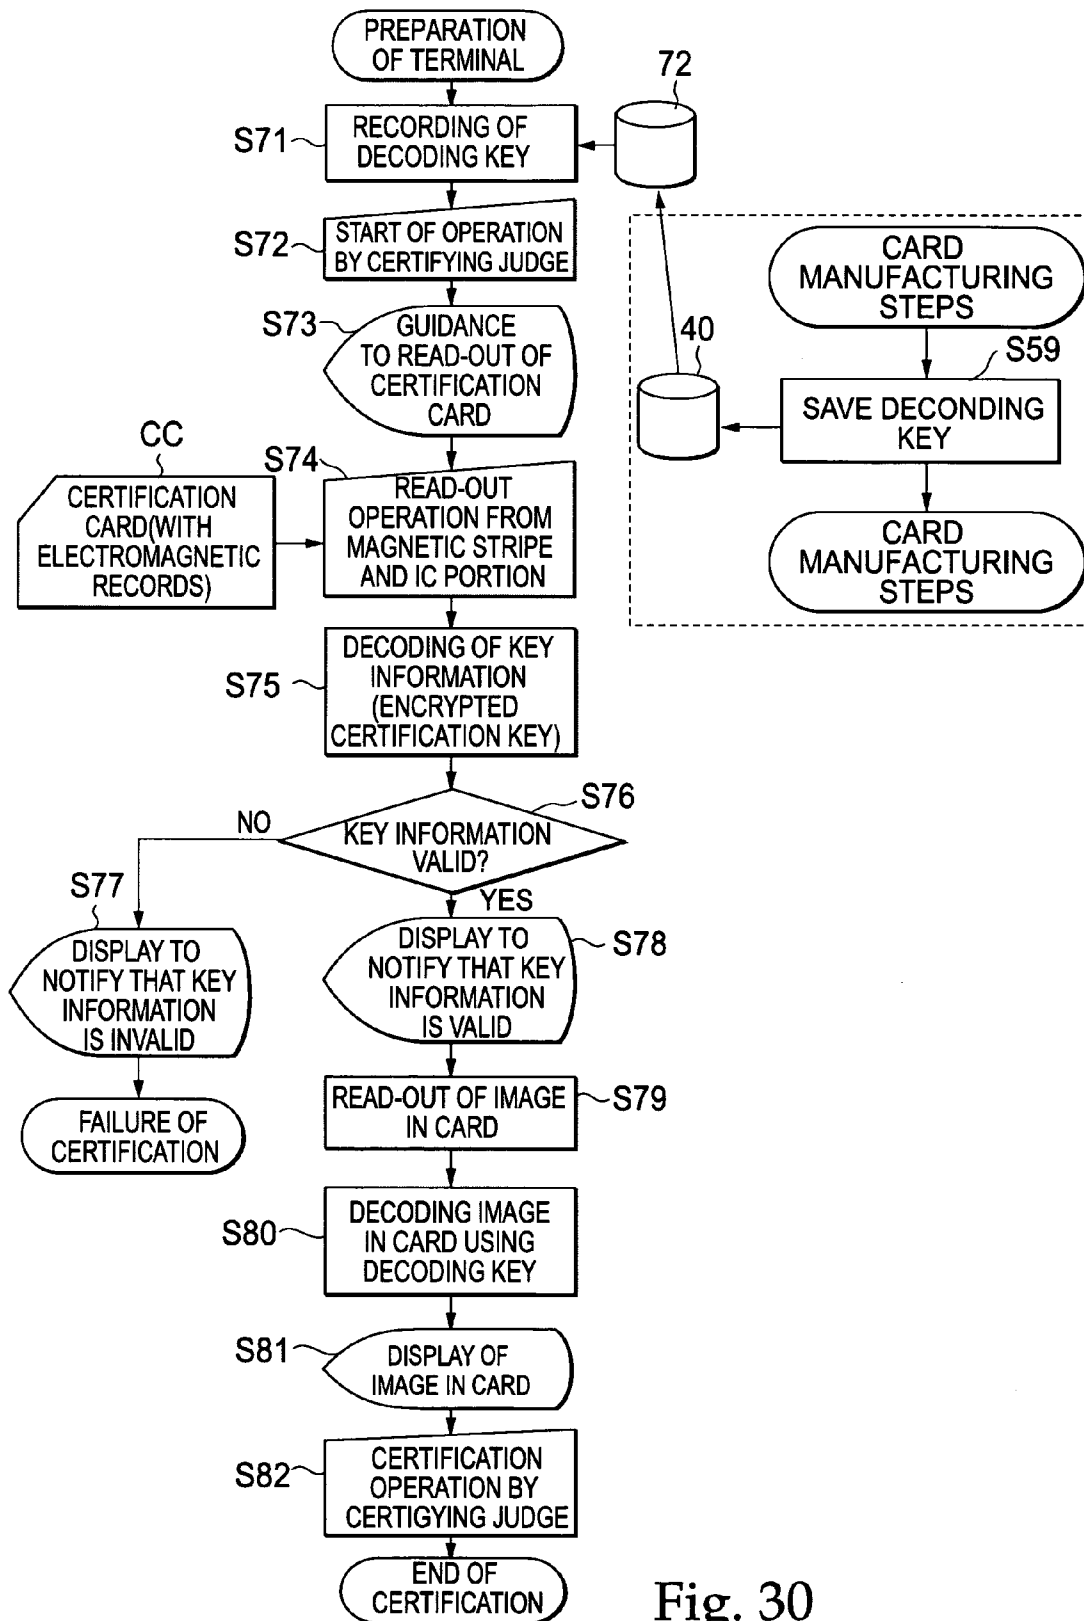 PREPARATION
OF TERMINAL
72
S71
RECORDING OF
DECODING KEY
S72
START OF OPERATION
BY CERTIFYING JUDGE
CARD
MANUFACTURING
STEPS
S73
GUIDANCE
TO READ-OUT OF
CERTIFICATION
CARD
40
S59
SAVE DECONDING
KEY
CC
CERTIFICATION
CARD(WITH
ELECTROMAGNETIC
RECORDS)
S74
READ-OUT
OPERATION FROM
MAGNETIC STRIPE
AND IC PORTION
CARD
MANUFACTURING
STEPS
S75
DECODING OF KEY
INFORMATION
(ENCRYPTED
CERTIFICATION KEY)
S76
NO
KEY INFORMATION
VALID?
YES
S77
DISPLAY TO
NOTIFY THAT KEY
INFORMATION
IS INVALID
DISPLAY TO
NOTIFY THAT KEY
INFORMATION
IS VALID
S78
FAILURE OF
CERTIFICATION
READ-OUT OF IMAGE
IN CARD
S79
S80
DECODING IMAGE
IN CARD USING
DECODING KEY
S81
DISPLAY OF
IMAGE IN CARD
S82
CERTIFICATION
OPERATION BY
CERTIGYING JUDGE
END OF
CERTIFICATION
Fig. 30